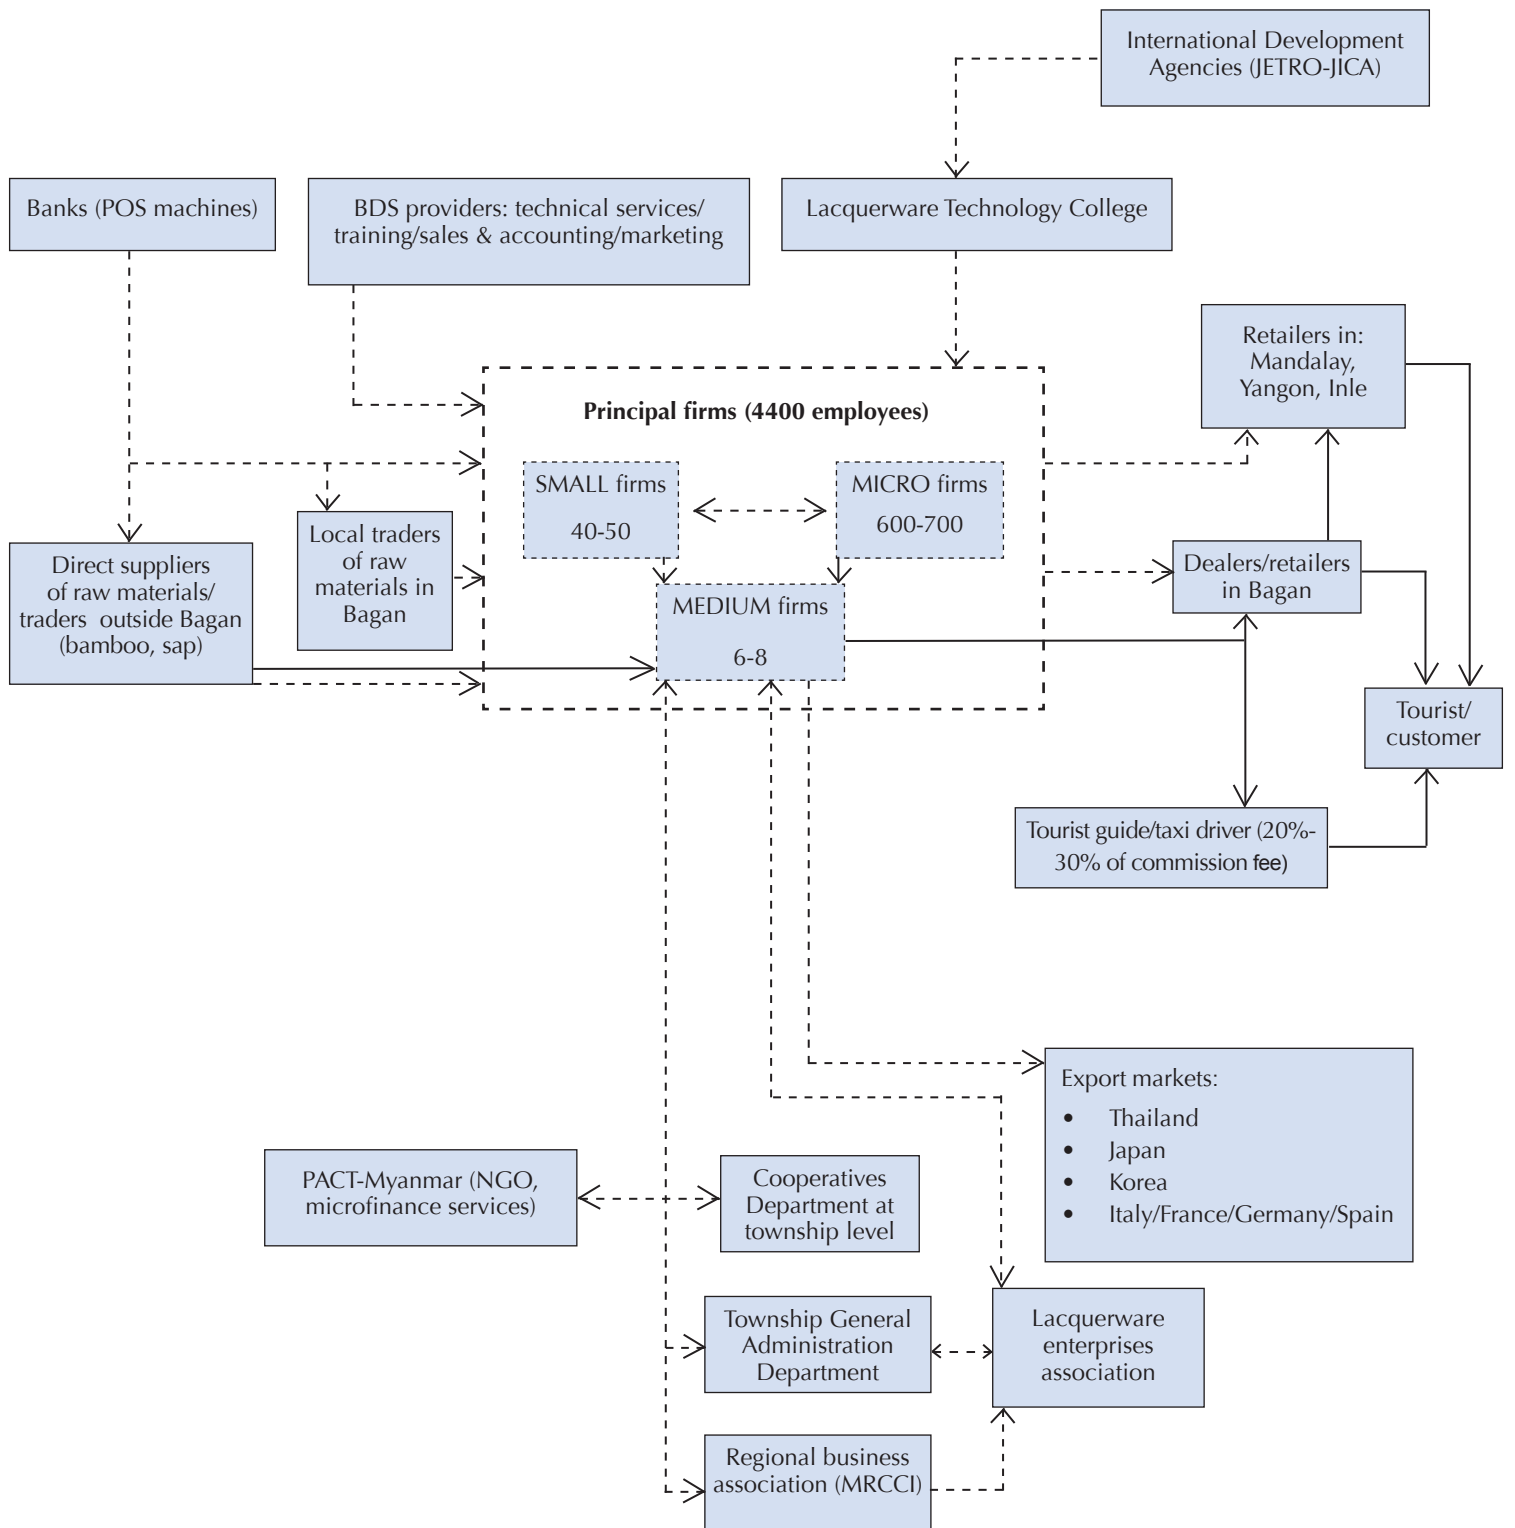 International Development
Agencies (JETRO-JICA)
Banks (POS machines)
BDS providers: technical services/
training/sales & accounting/marketing
Lacquerware Technology College
Retailers in:
Mandalay,
Yangon, Inle
Principal firms (4400 employees)
SMALL firms
40-50
MICRO firms
600-700
Local traders
of raw
materials in
Bagan
Direct suppliers
of raw materials/
traders outside Bagan
(bamboo, sap)
MEDIUM firms
6-8
Dealers/retailers
in Bagan
Tourist/
customer
Tourist guide/taxi driver (20%-
30% of commission fee)
Export markets:
• Thailand
• Japan
• Korea
• Italy/France/Germany/Spain
PACT-Myanmar (NGO,
microfinance services)
Cooperatives
Department at
township level
Township General
Administration
Department
Lacquerware
enterprises
association
Regional business
association (MRCCI)